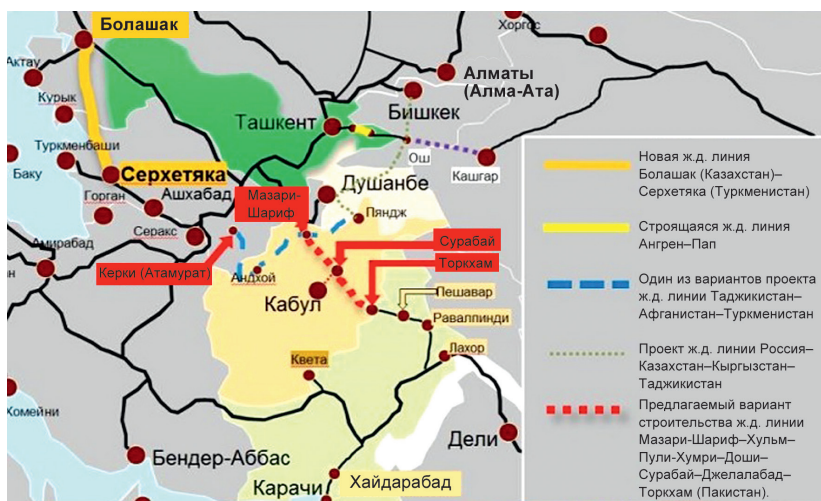 Болашак
Хоргос
Актау
Алматы
(Алма-Ата)
Курык
Бишкек
Ташкент
Туркменбаши
Ош
Кашгар
Баку
Серхетяка
Душанбе
Мазари-
Шариф
Горган
Ашхабад
Пяндж
Серакс
Амирабад
Сурабай
Керки (Атамурат)
Андхой
Торкхам
Кабул
Пешавар
Равалпинди
Лахор
Квета
Хомейни
Дели
Бендер-Аббас
Хайдарабад
Карачи
Новая ж.д. линия
Болашак (Казахстан)–
Серхетяка (Туркменистан)
Строящаяся ж.д. линия
Ангрен–Пап
Один из вариантов проекта
ж.д. линии Таджикистан–
Афганистан–Туркменистан
Проект ж.д. линии Россия–
Казахстан–Кыргызстан–
Таджикистан
Предлагаемый вариант
строительства ж.д. линии
Мазари-Шариф–Хульм–
Пули-Хумри–Доши–
Сурабай–Джелалабад–
Торкхам (Пакистан).